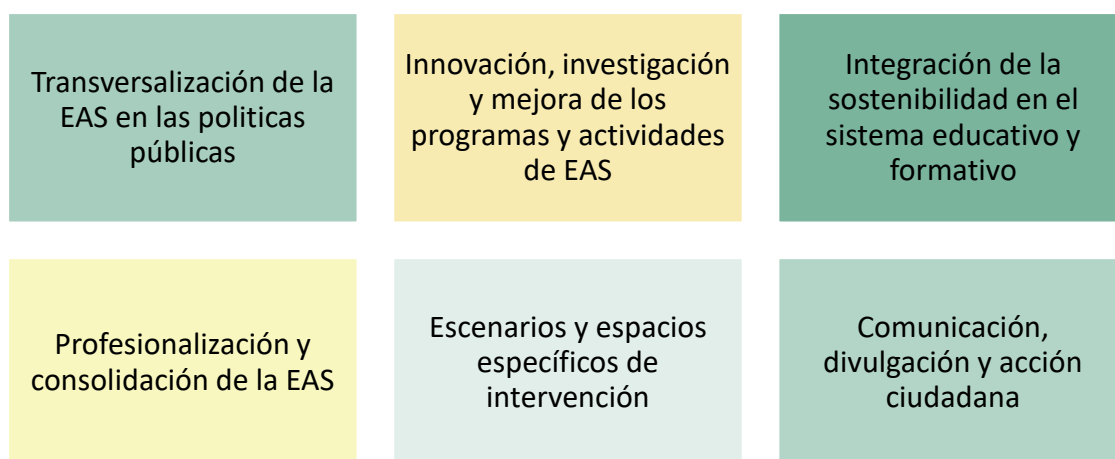 Transversalización de la
EAS en las politicas
públicas
Innovación, investigación
y mejora de los
programas y actividades
de EAS
Integración de la
sostenibilidad en el
sistema educativo y
formativo
Profesionalización y
consolidación de la EAS
Escenarios y espacios
específicos de
intervención
Comunicación,
divulgación y acción
ciudadana